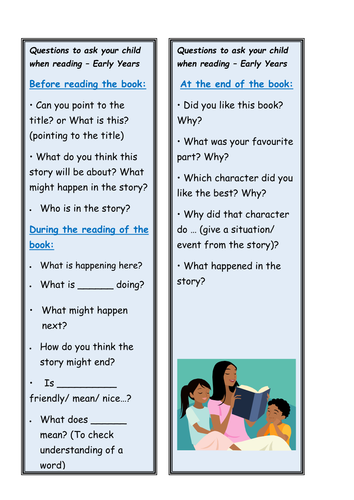 Questions to ask your child
when reading – Early Years
Before reading the book:
• Can you point to the
title? or What is this?
(pointing to the title)
• What do you think this
story will be about? What
might happen in the story?
• Who is in the story?
During the reading of the
book:
• What is happening here?
• What is ______ doing?
• What might happen
next?
• How do you think the
story might end?
• Is __________
friendly/ mean/ nice…?
• What does ______
mean? (To check
understanding of a
word)
Questions to ask your child
when reading – Early Years
At the end of the book:
• Did you like this book?
Why?
• What was your favourite
part? Why?
• Which character did you
like the best? Why?
• Why did that character
do … (give a situation/
event from the story)?
• What happened in the
story?